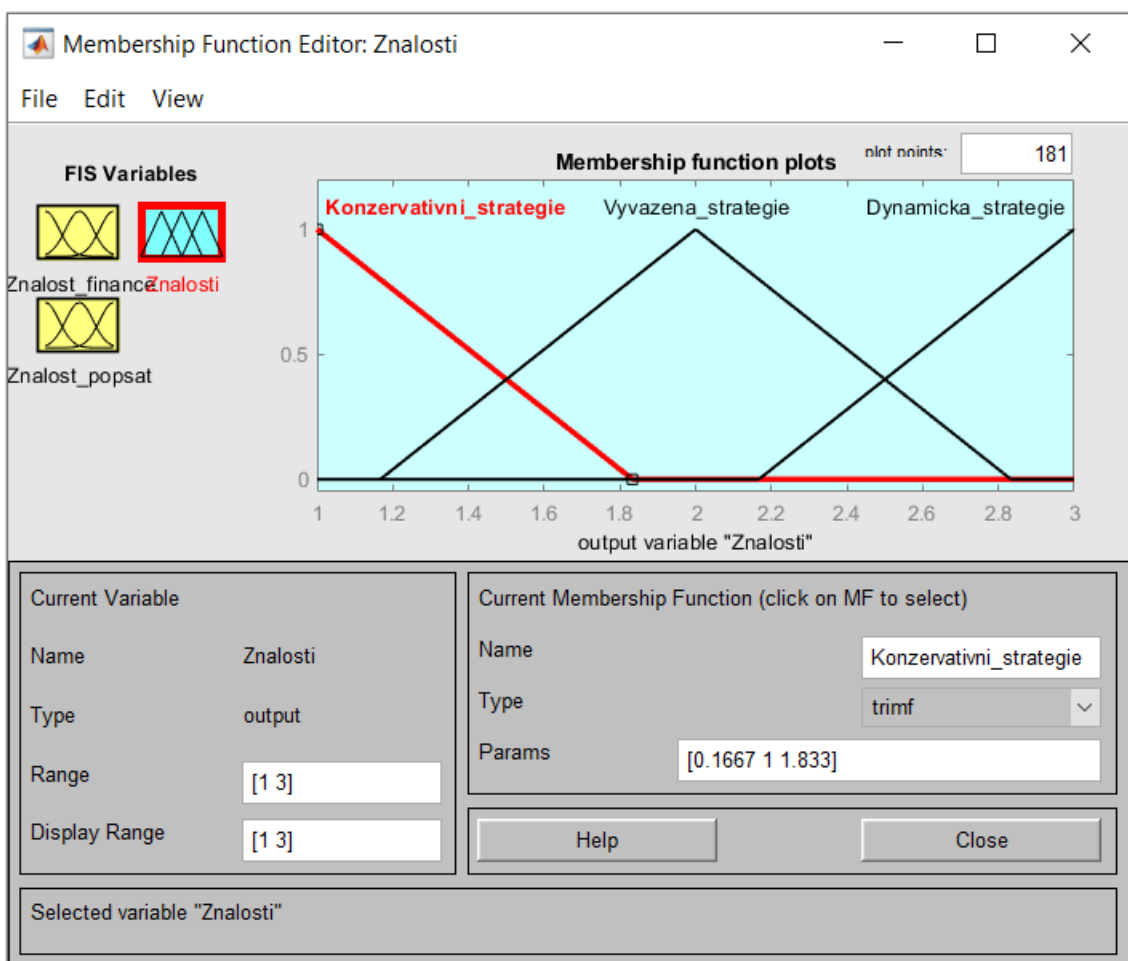 Membership Function Editor: Znalosti
File Edit View
FIS Variables
Znalost_finance
Znalosti
Znalost_popsat
Membership function plots
plot points:
181
Konzervativni_strategie
Vyvazena_strategie
Dynamicka_strategie
1
0.5
0
1 1.2 1.4 1.6 1.8 2 2.2 2.4 2.6 2.8 3
output variable "Znalosti"
Current Variable
Name Znalosti
Type output
Range [1 3]
Display Range [1 3]
Current Membership Function (click on MF to select)
Name Konzervativni_strategie
Type trimf
Params [0.1667 1 1.833]
Help Close
Selected variable "Znalosti"